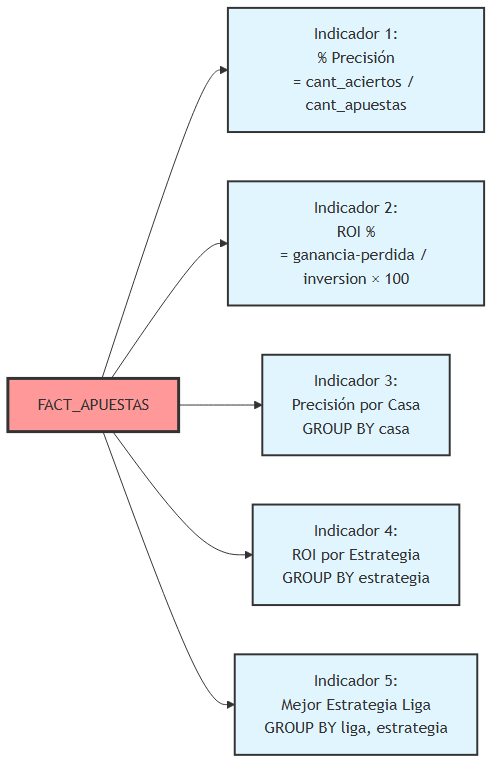 Indicador 1:
% Precisión
= cant_aciertos /
cant_apuestas
Indicador 2:
ROI %
= ganancia-perdida /
inversion × 100
FACT_APUESTAS
Indicador 3:
Precisión por Casa
GROUP BY casa
Indicador 4:
ROI por Estrategia
GROUP BY estrategia
Indicador 5:
Mejor Estrategia Liga
GROUP BY liga, estrategia